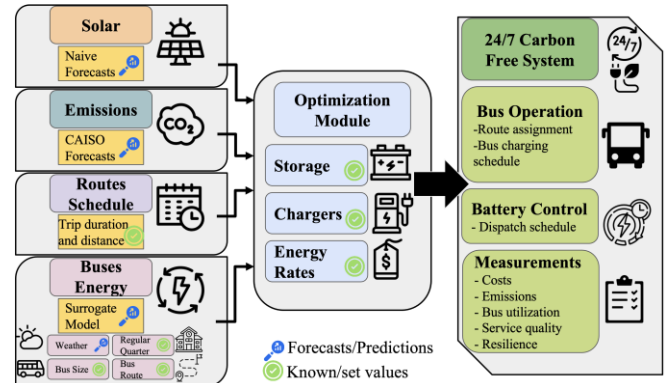 Solar
Naive
Forecasts
Emissions
CO₂
CAISO
Forecasts
Routes
Schedule
Trip duration
and distance
Buses
Energy
Surrogate
Model
Weather
Regular
Quarter
Bus Size
Bus
Route
Optimization
Module
Storage
Chargers
Energy
Rates
$
Forecasts/Predictions
Known/set values
24/7 Carbon
Free System
24/7
Bus Operation
-Route assignment
-Bus charging
schedule
Battery Control
- Dispatch schedule
Measurements
- Costs
- Emissions
- Bus utilization
- Service quality
- Resilience